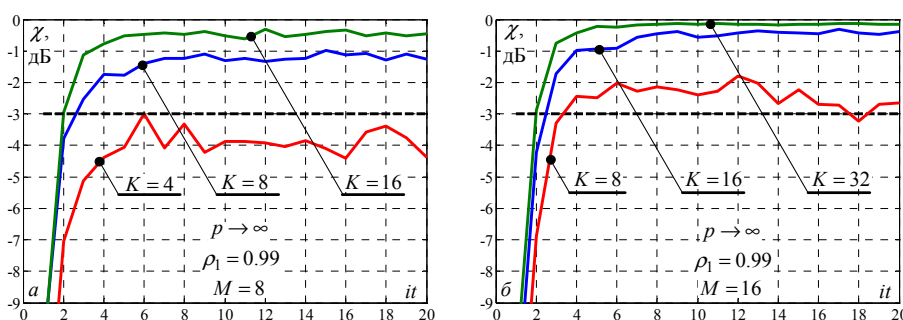 0
χ,
дБ
-1
-2
-3
-4
-5
-6
-7
-8
-9
K = 4
K = 8
K = 16
p → ∞
ρ₁ = 0.99
M = 8
а
it
0 2 4 6 8 10 12 14 16 18 20
0
χ,
дБ
-1
-2
-3
-4
-5
-6
-7
-8
-9
K = 8
K = 16
K = 32
p → ∞
ρ₁ = 0.99
M = 16
б
it
0 2 4 6 8 10 12 14 16 18 20